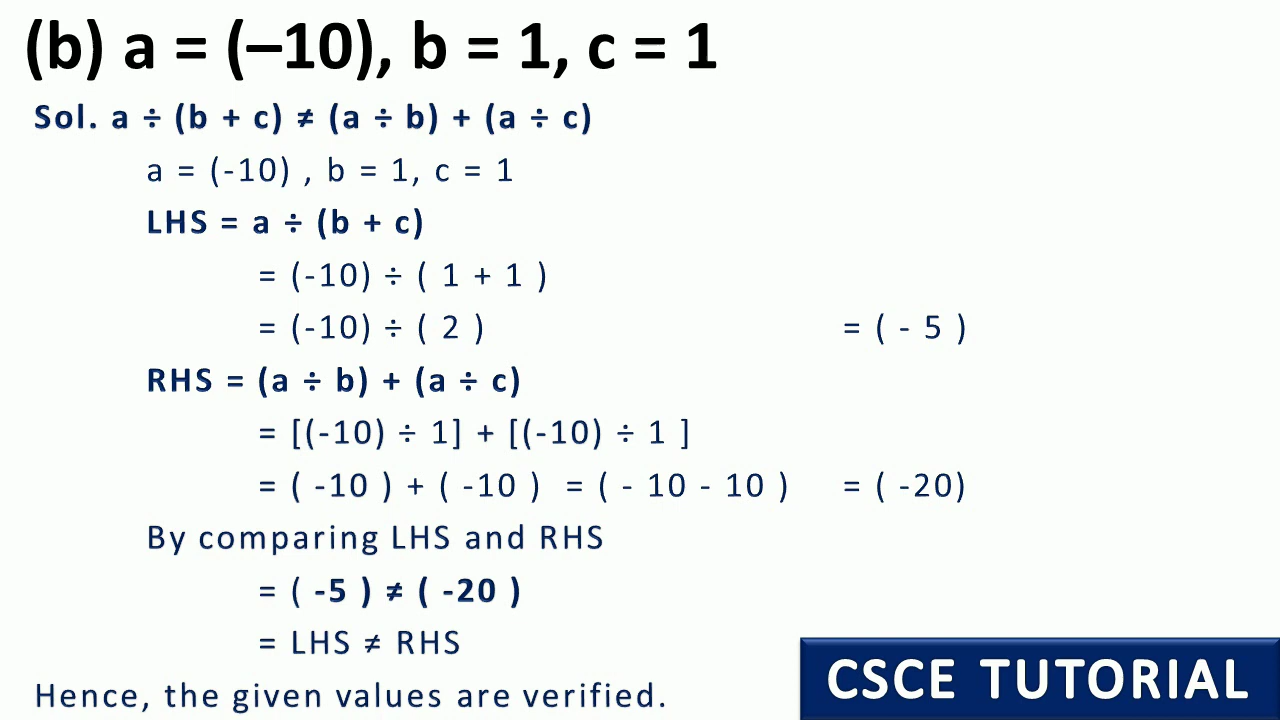 (b) a = (–10), b = 1, c = 1
Sol. a ÷ (b + c) ≠ (a ÷ b) + (a ÷ c)
a = (-10) , b = 1, c = 1
LHS = a ÷ (b + c)
= (-10) ÷ ( 1 + 1 )
= (-10) ÷ ( 2 ) = ( - 5 )
RHS = (a ÷ b) + (a ÷ c)
= [(-10) ÷ 1] + [(-10) ÷ 1 ]
= ( -10 ) + ( -10 ) = ( - 10 - 10 ) = ( -20)
By comparing LHS and RHS
= ( -5 ) ≠ ( -20 )
= LHS ≠ RHS
Hence, the given values are verified.
CSCE TUTORIAL